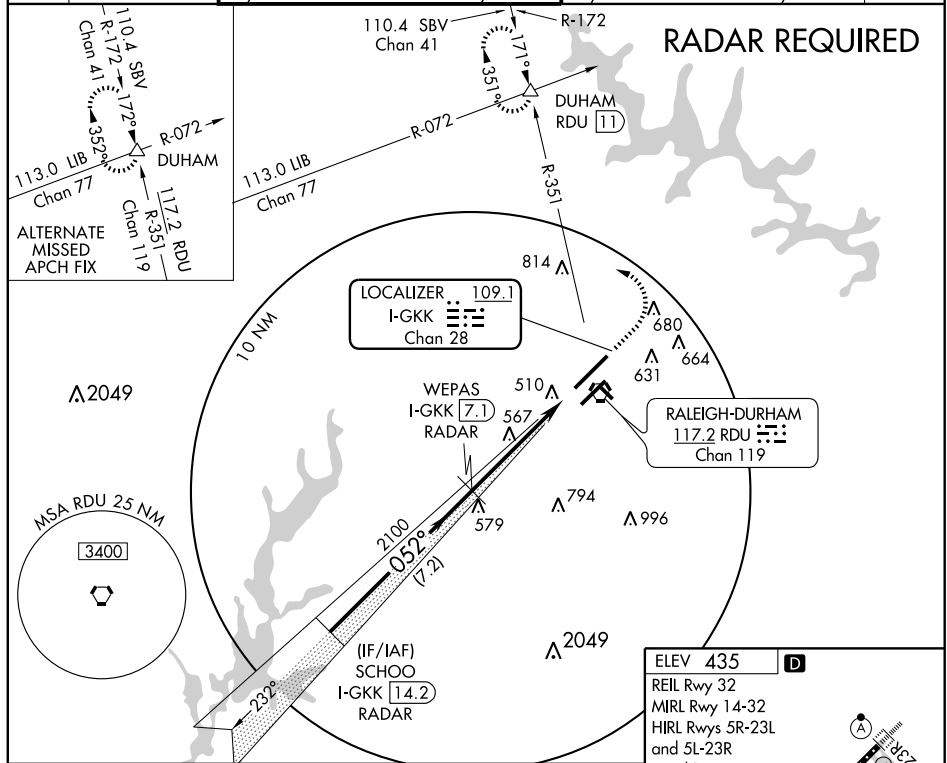 110.4 SBV
R-172
Chan 41
172°
352°
R-072
DUHAM
113.0 LIB
Chan 77
R-351
117.2 RDU
Chan 119
ALTERNATE
MISSED
APCH FIX
110.4 SBV
Chan 41
R-172
171°
351°
RADAR REQUIRED
DUHAM
RDU 11
R-072
113.0 LIB
Chan 77
R-351
814
LOCALIZER 109.1
I-GKK
Chan 28
10 NM
680
664
631
2049
WEPAS
I-GKK 7.1
RADAR
510
567
RALEIGH-DURHAM
117.2 RDU
Chan 119
MSA RDU 25 NM
3400
579
794
996
2100
052°
(7.2)
(IF/IAF)
SCHOO
I-GKK 14.2
RADAR
2049
232°
ELEV 435 D
REIL Rwy 32
MIRL Rwy 14-32
HIRL Rwys 5R-23L
and 5L-23R
A
23R